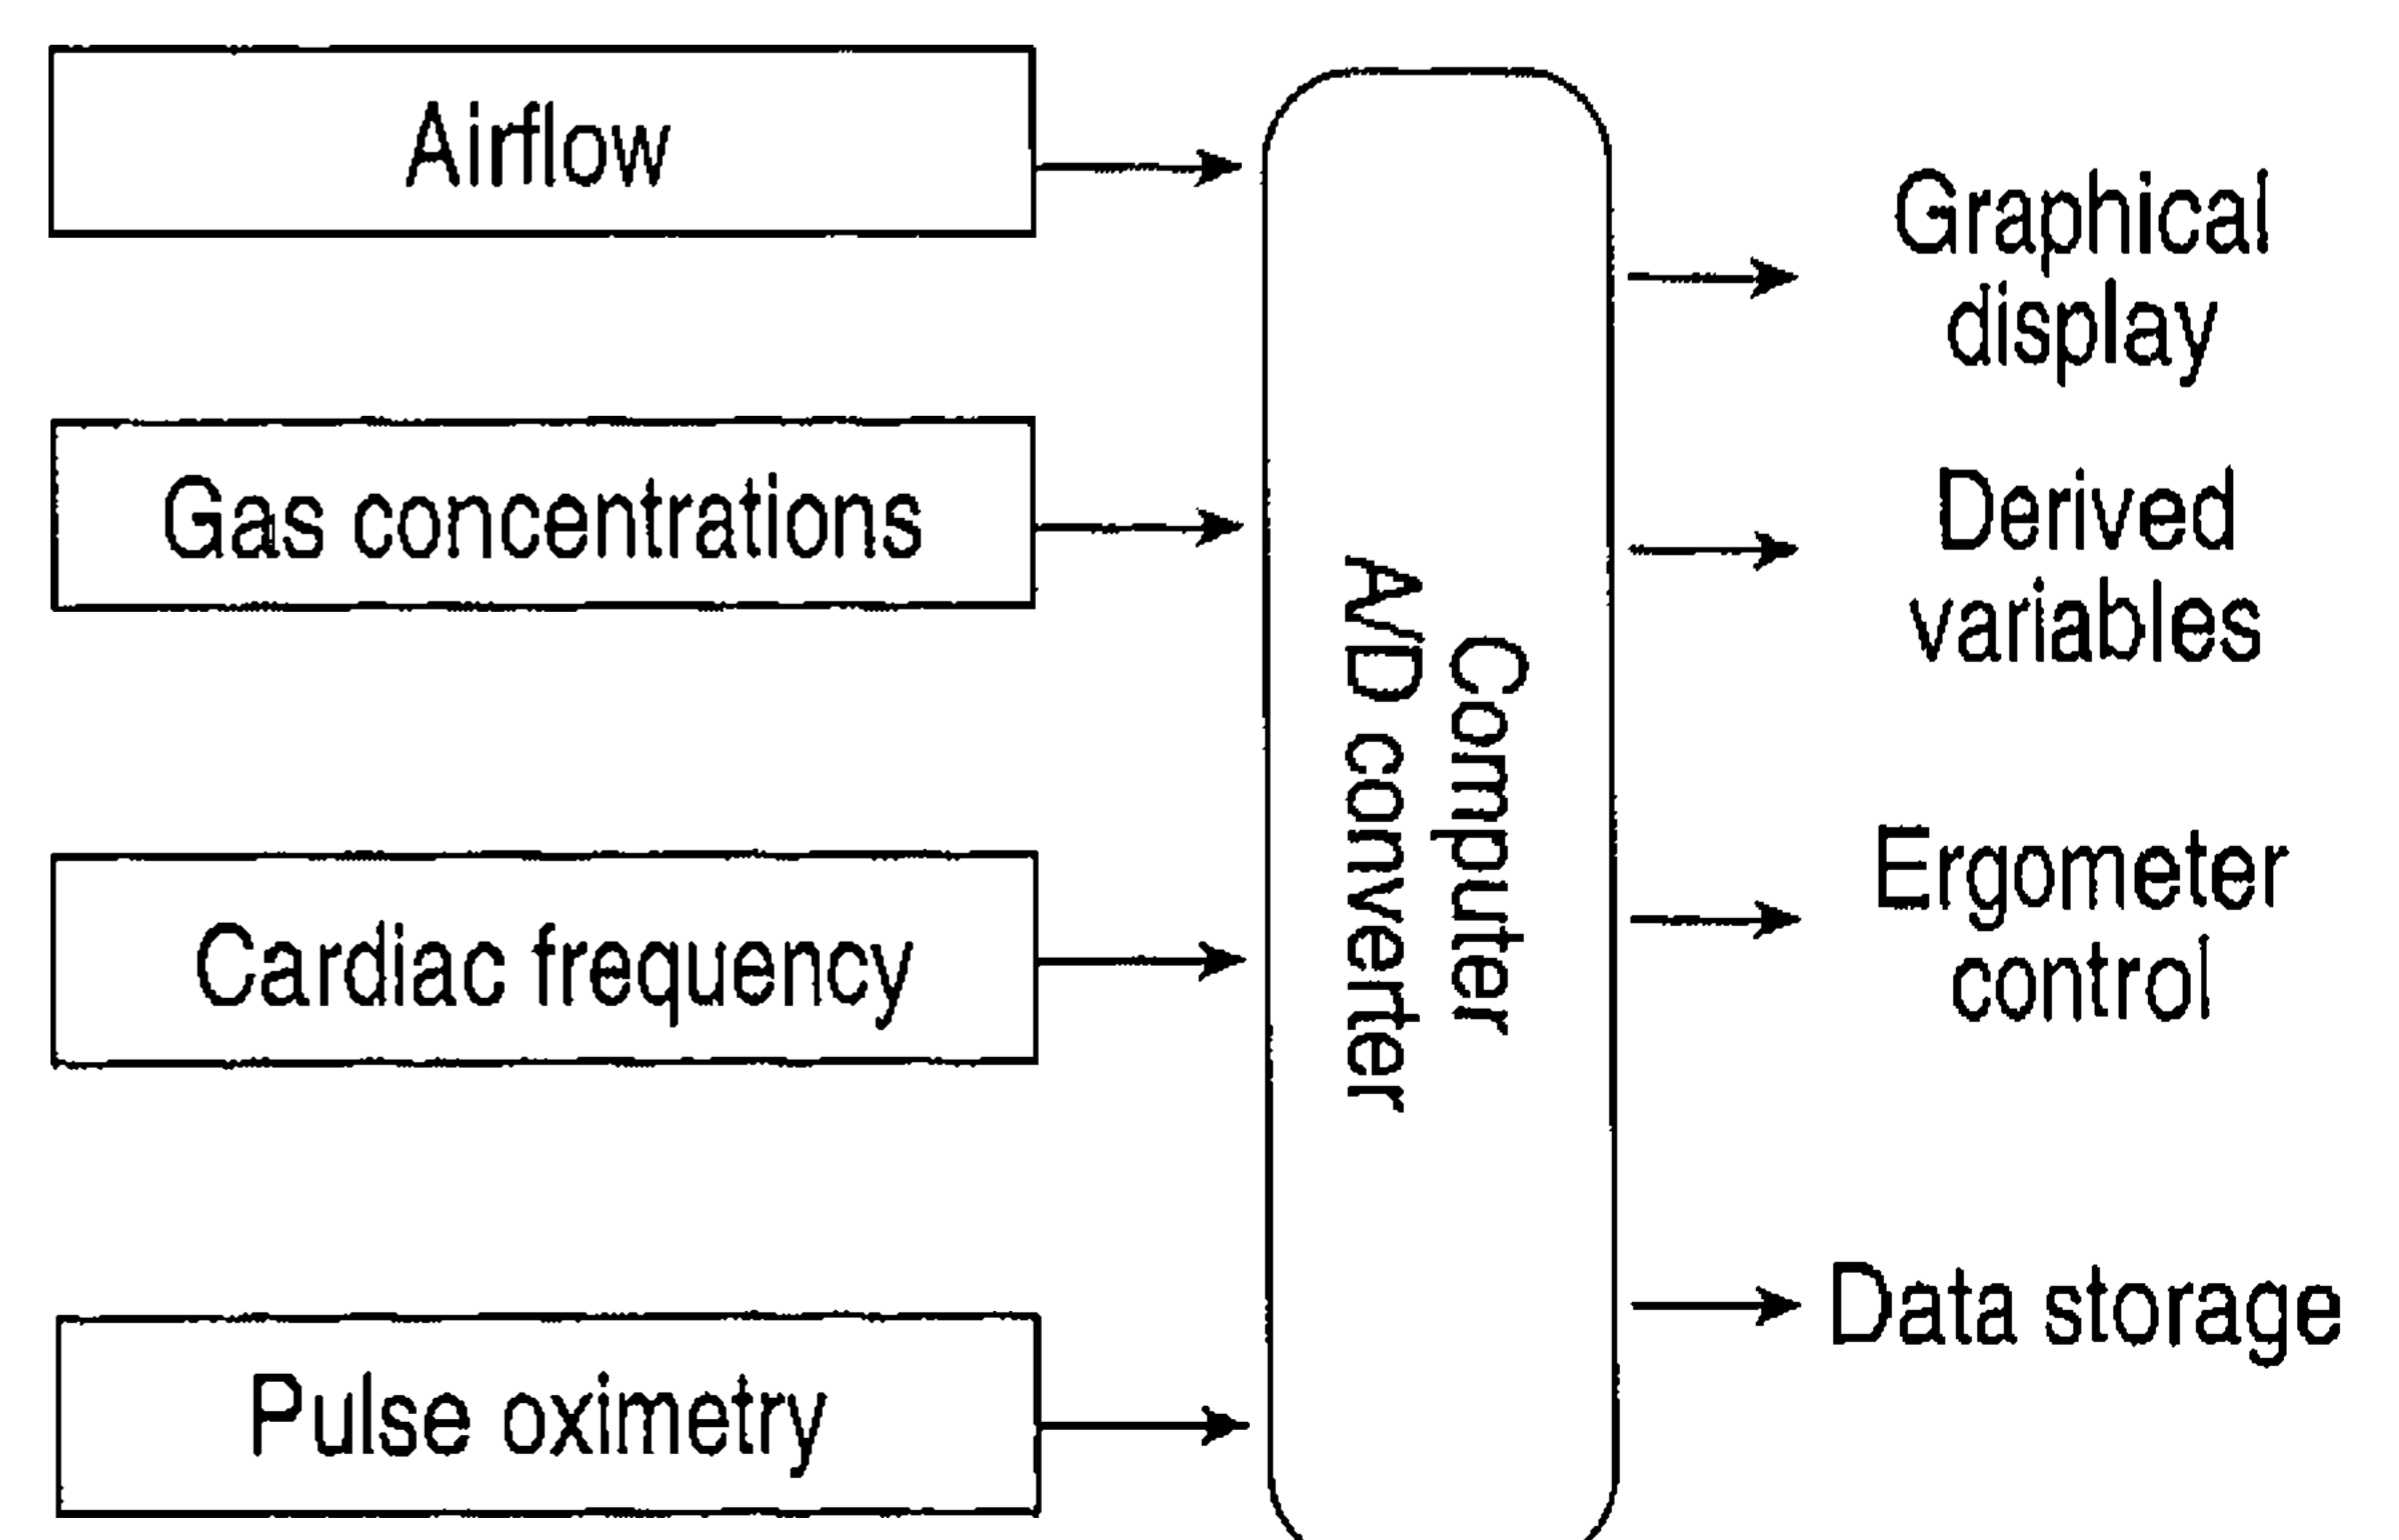 Airflow
Gas concentrations
Cardiac frequency
Pulse oximetry
Computer
A/D converter
Graphical
display
Derived
variables
Ergometer
control
Data storage